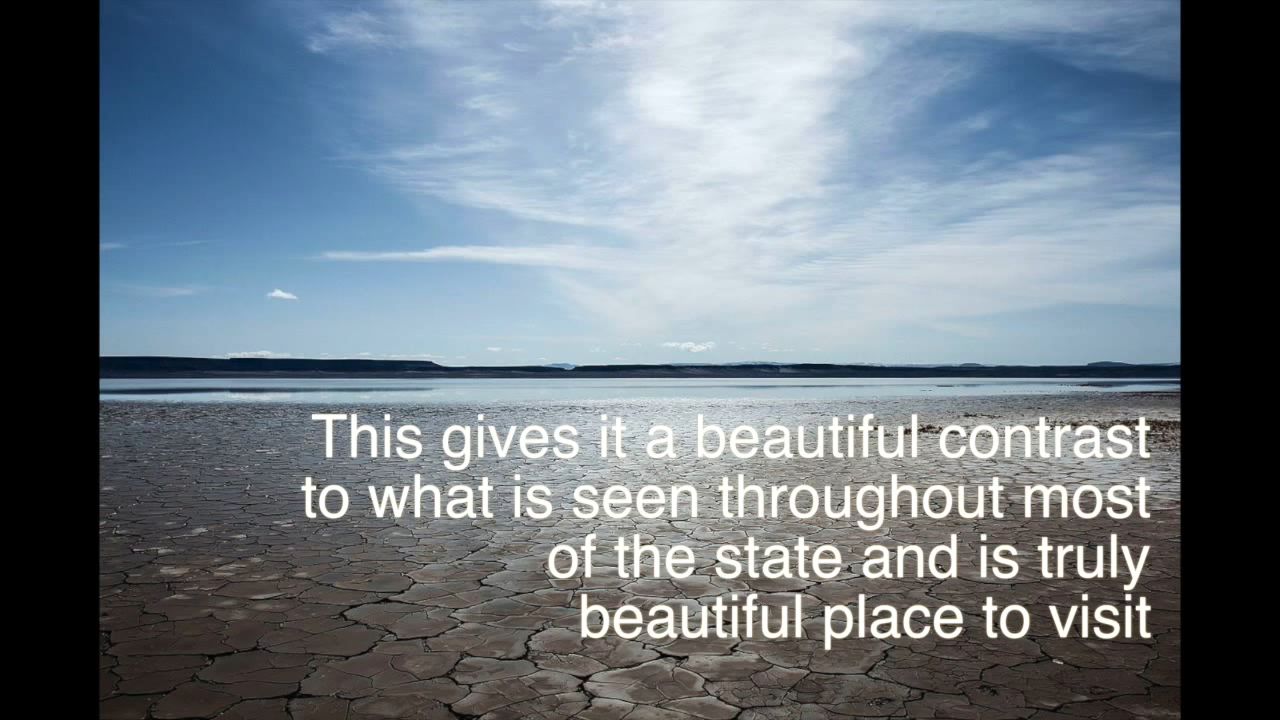 This gives it a beautiful contrast
to what is seen throughout most
of the state and is truly
beautiful place to visit